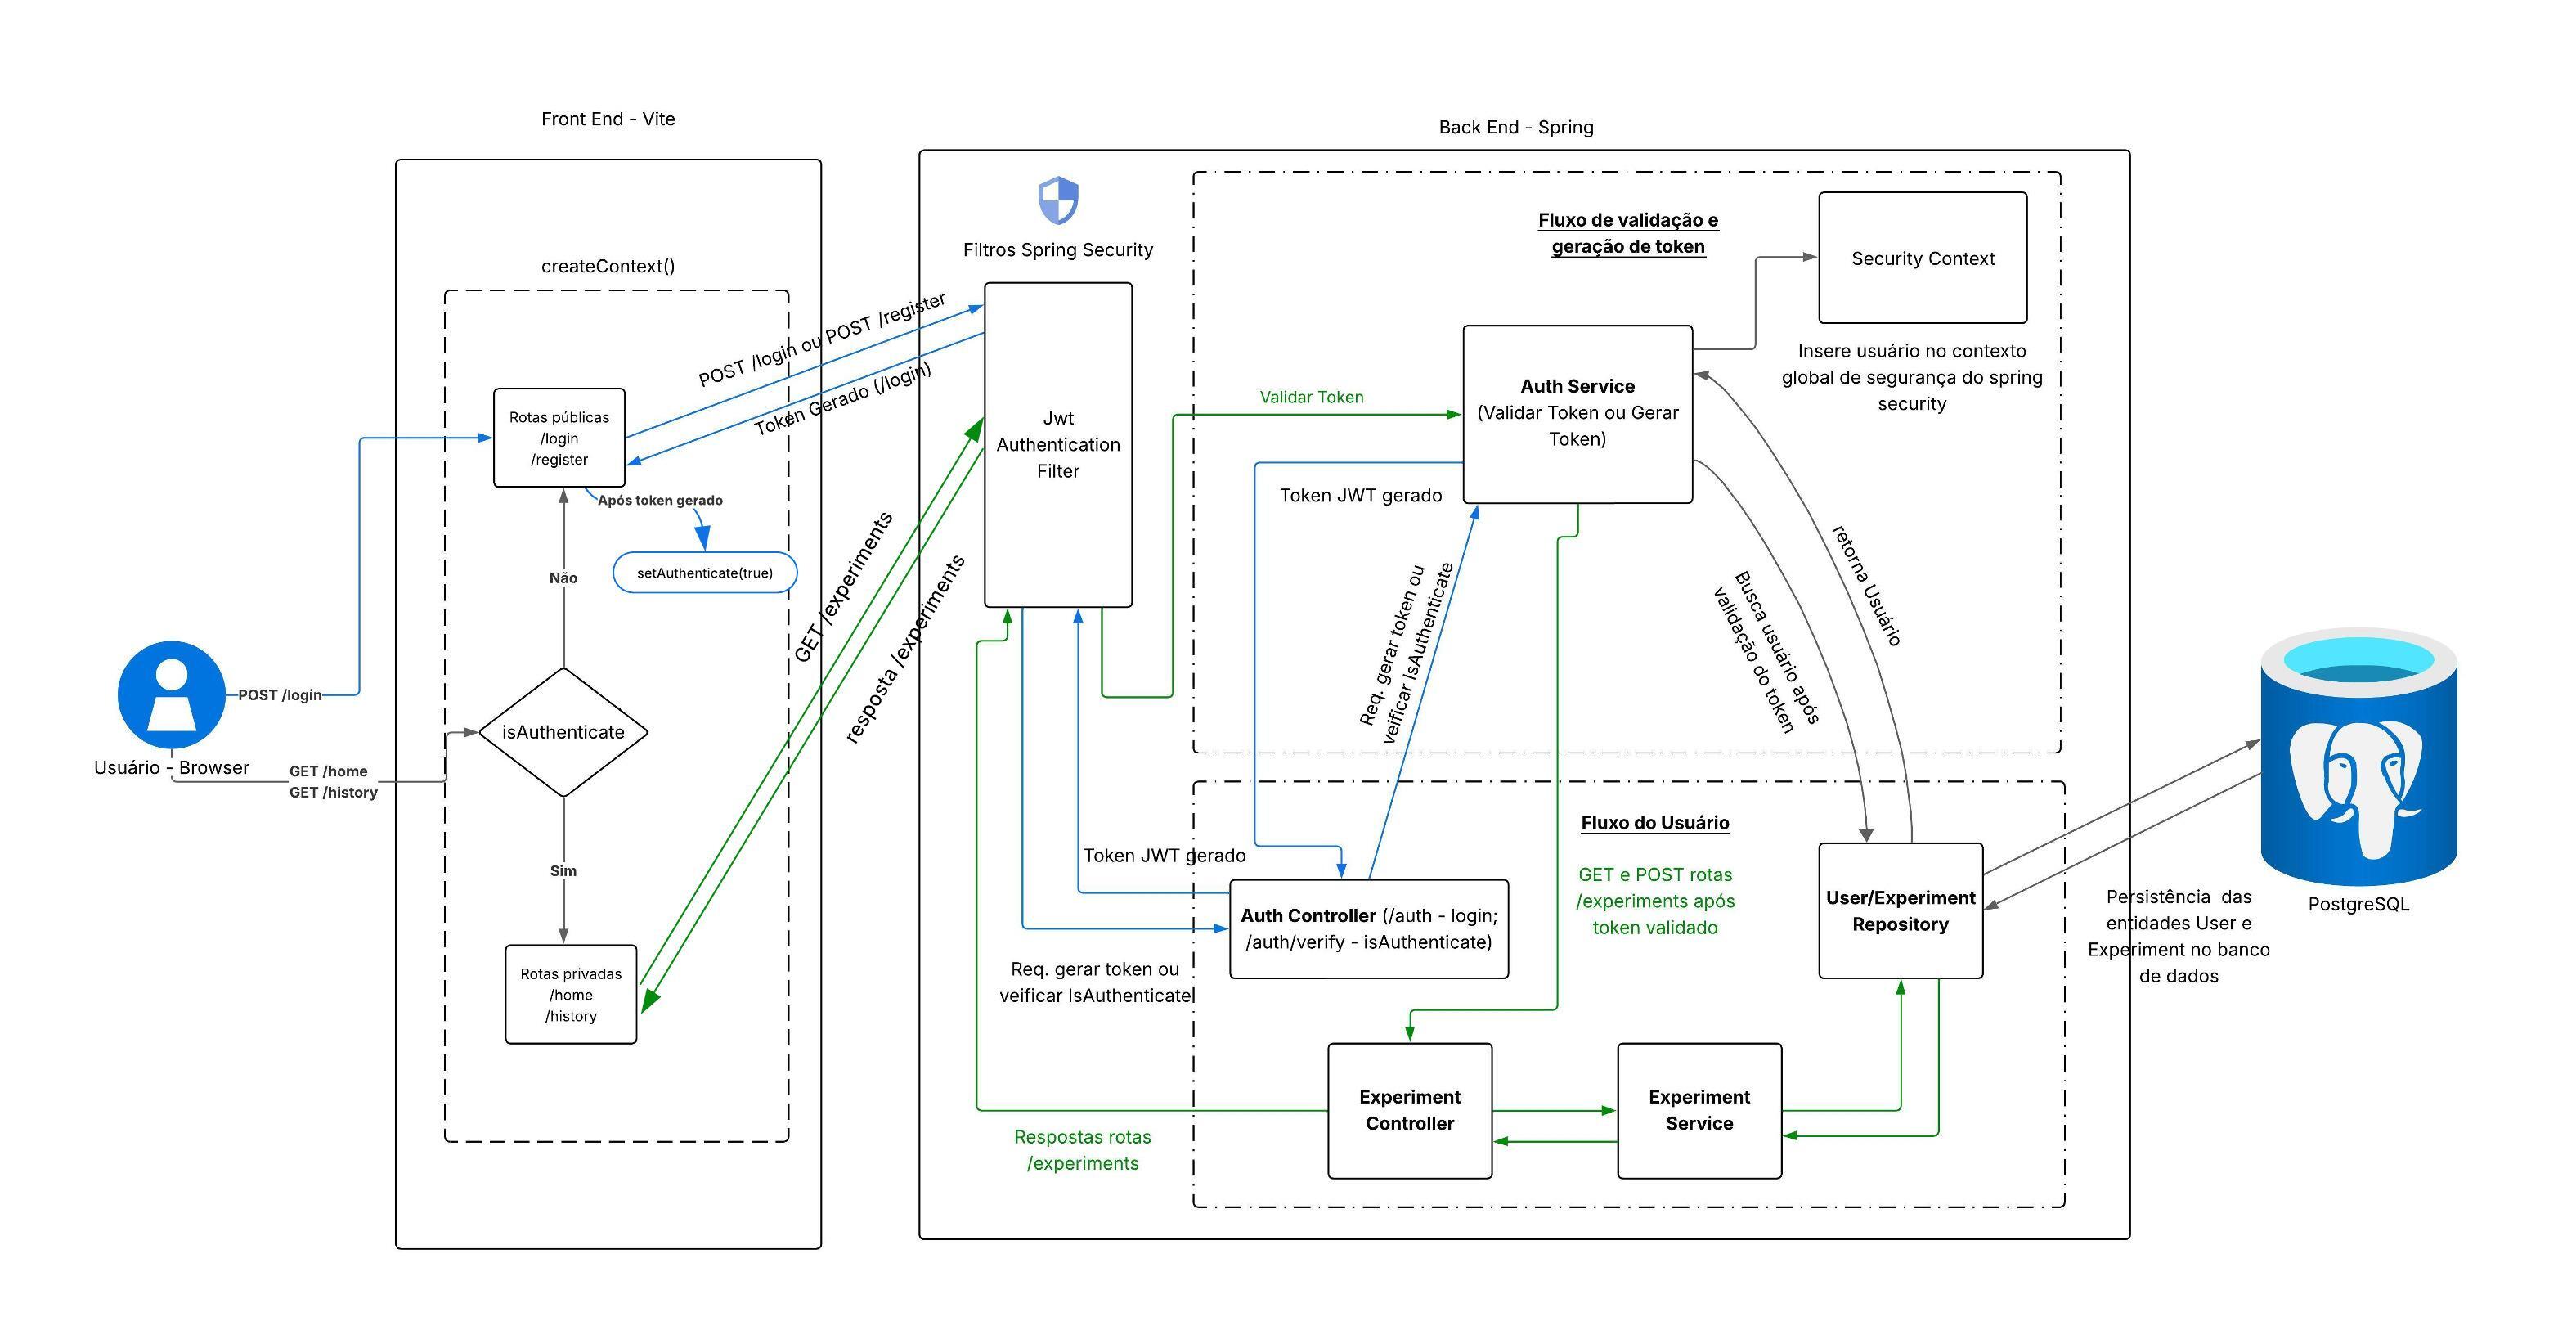 Front End - Vite
createContext()
Rotas públicas
/login
/register
Após token gerado
setAuthenticate(true)
Não
POST /login
isAuthenticate
Usuário - Browser
GET /home
GET /history
Sim
Rotas privadas
/home
/history
POST /login ou POST /register
Token Gerado (/login)
GET /experiments
resposta /experiments
Back End - Spring
Filtros Spring Security
Jwt
Authentication
Filter
Fluxo de validação e
geração de token
Security Context
Insere usuário no contexto
global de segurança do spring
security
Validar Token
Auth Service
(Validar Token ou Gerar
Token)
Token JWT gerado
Req. gerar token ou
veificar IsAuthenticate
Busca usuário após
validação do token
retorna Usuário
Fluxo do Usuário
GET e POST rotas
/experiments após
token validado
Token JWT gerado
Auth Controller (/auth - login;
/auth/verify - isAuthenticate)
Req. gerar token ou
veificar IsAuthenticate
User/Experiment
Repository
Experiment
Controller
Experiment
Service
Respostas rotas
/experiments
Persistência  das
entidades User e
Experiment no banco
de dados
PostgreSQL